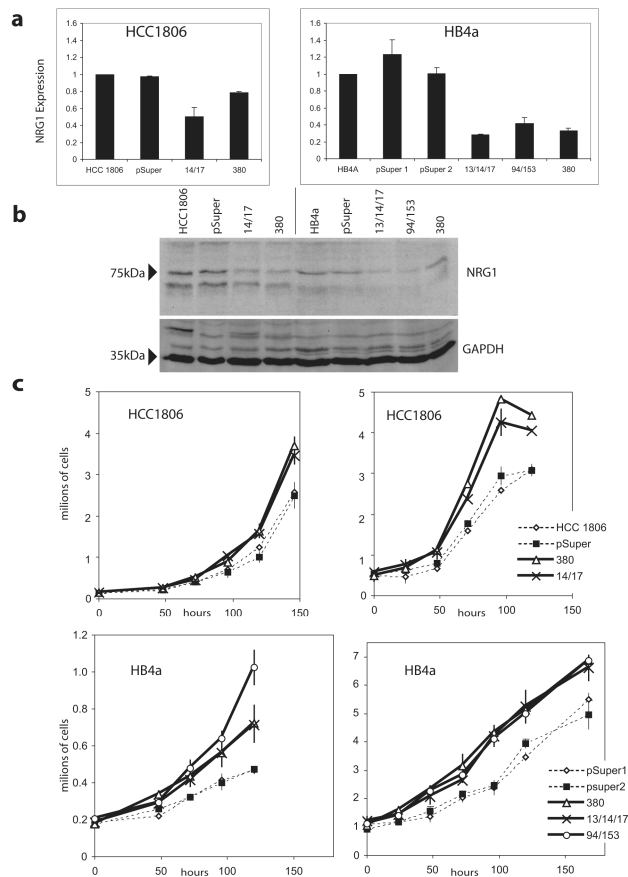 a
HCC1806
HB4a
NRG1 Expression
1.6
1.4
1.2
1
0.8
0.6
0.4
0.2
0
HCC 1806
pSuper
14/17
380
1.6
1.4
1.2
1
0.8
0.6
0.4
0.2
0
HB4A
pSuper 1
pSuper 2
13/14/17
94/153
380
b
HCC1806
pSuper
14/17
380
HB4a
pSuper
13/14/17
94/153
380
75kDa
NRG1
35kDa
GAPDH
c
HCC1806
milions of cells
5
4
3
2
1
0
0
50
100
150
hours
HCC1806
5
4
3
2
1
0
0
50
100
150
hours
HCC 1806
pSuper
380
14/17
HB4a
milions of cells
1.2
1.0
0.8
0.6
0.4
0.2
0
0
50
100
150
hours
HB4a
7
6
5
4
3
2
1
0
0
50
100
150
hours
pSuper1
psuper2
380
13/14/17
94/153